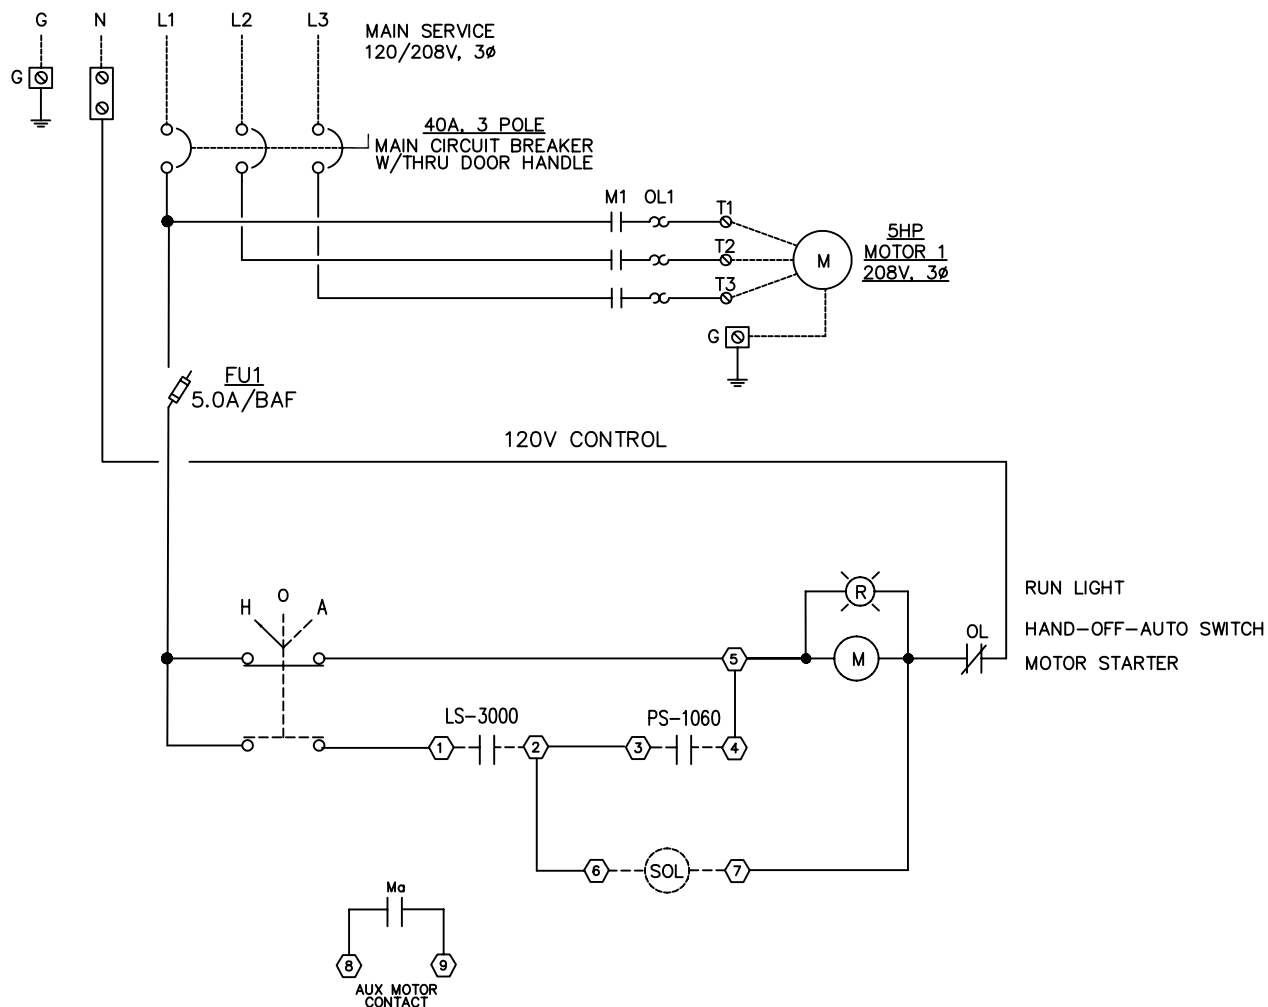 G N L1 L2 L3
MAIN SERVICE
120/208V, 3ø
G
40A, 3 POLE
MAIN CIRCUIT BREAKER
W/THRU DOOR HANDLE
M1 OL1 T1
T2
T3
M
5HP
MOTOR 1
208V, 3ø
G
FU1
5.0A/BAF
120V CONTROL
R
RUN LIGHT
H O A
OL
HAND-OFF-AUTO SWITCH
5
M
MOTOR STARTER
LS-3000
PS-1060
1 2 3 4
6 SOL 7
Ma
8 9
AUX MOTOR
CONTACT